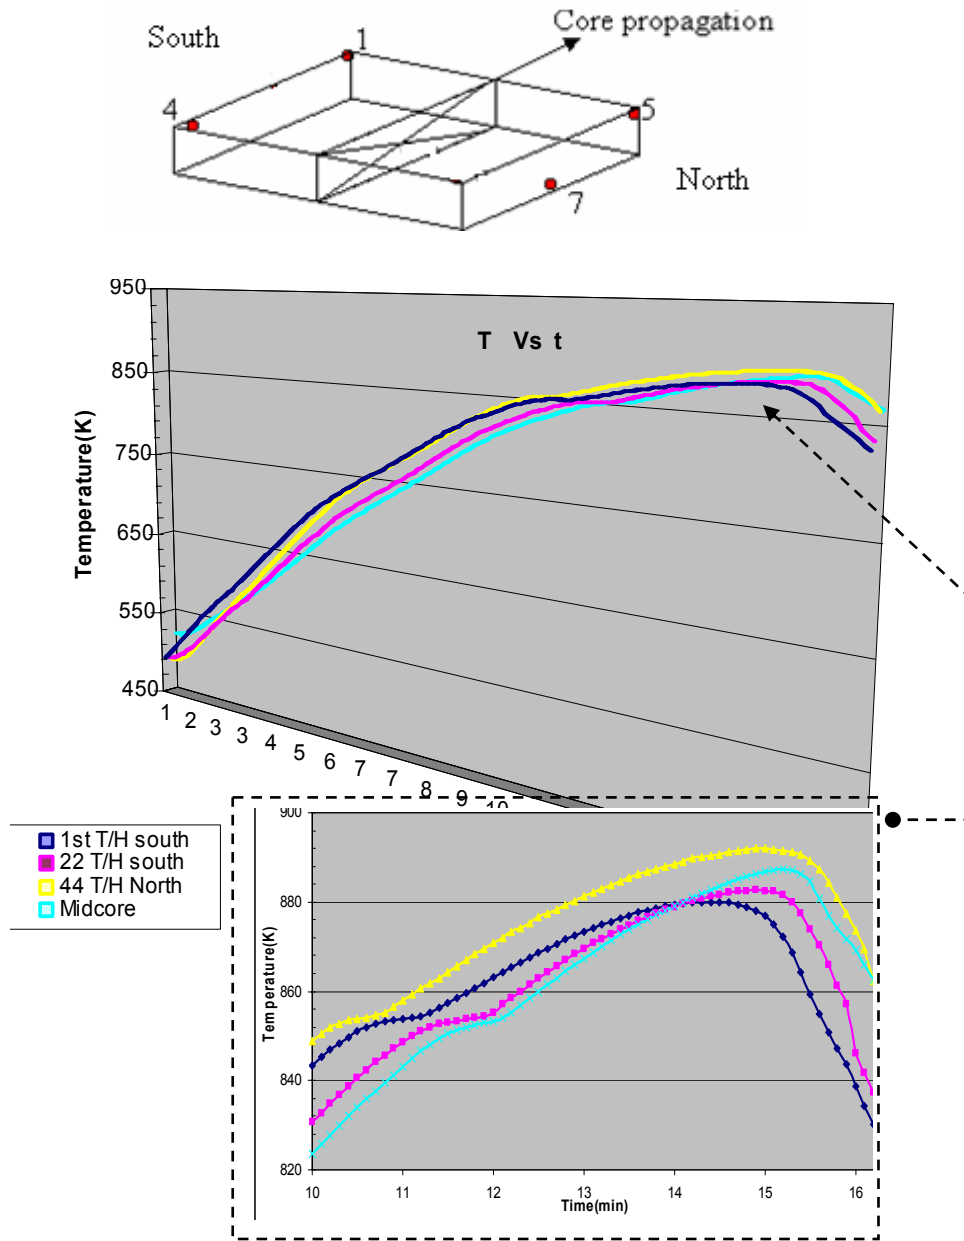 Core propagation
South
1
4
5
North
7
T Vs t
950
850
750
650
550
450
Temperature(K)
1 2 3 3 4 5 6 7 7 8 9 10
1st T/H south
22 T/H south
44 T/H North
Midcore
900
880
860
840
820
Temperature(K)
10 11 12 13 14 15 16
Time(min)